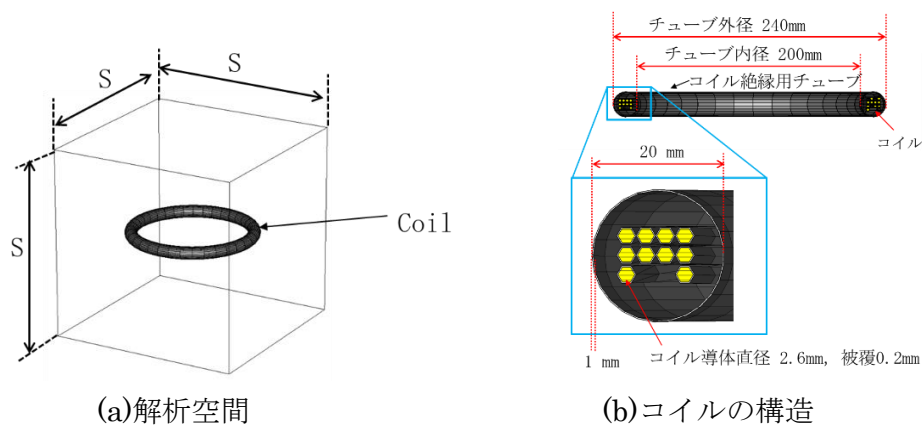 S
S
S
Coil
(a)解析空間
チューブ外径 240mm
チューブ内径 200mm
コイル絶縁用チューブ
コイル
20 mm
1 mm
コイル導体直径 2.6mm, 被覆0.2mm
(b)コイルの構造